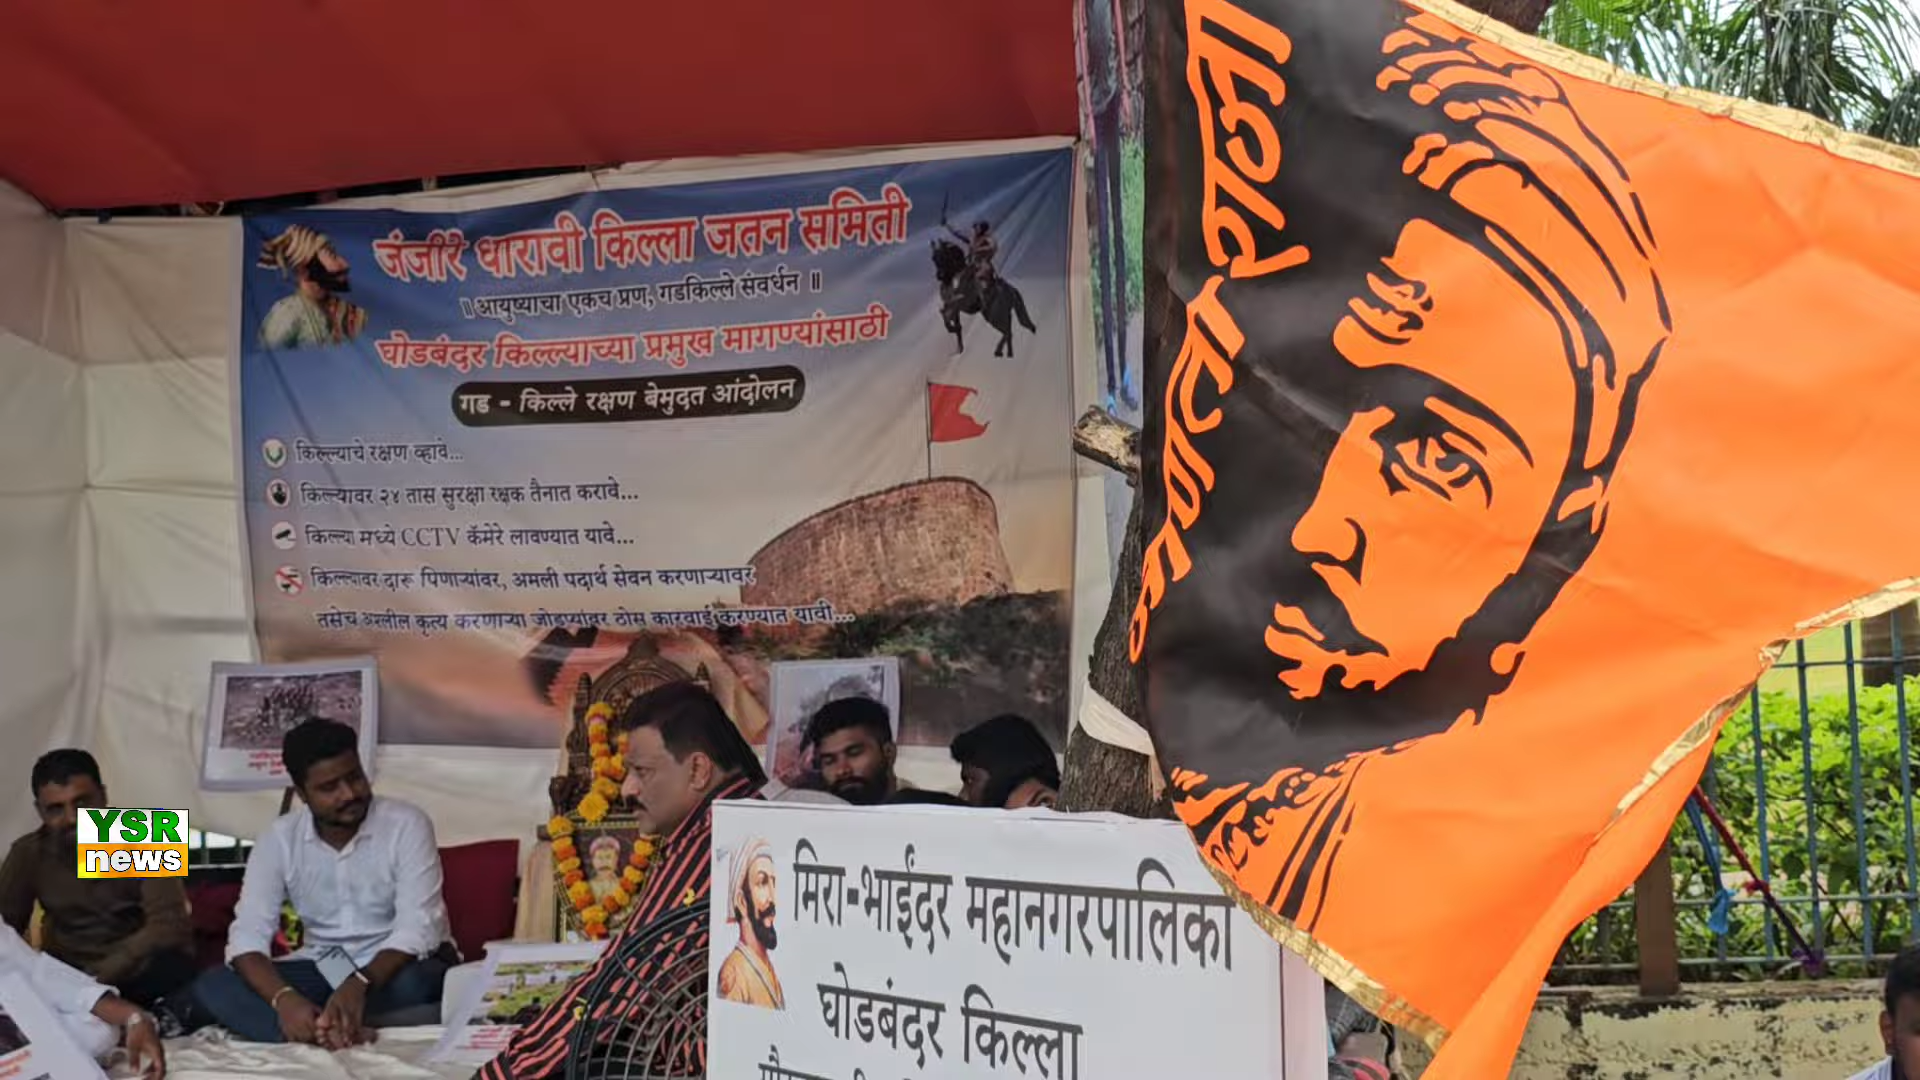 जंजीरे धारावी किल्ला जतन समिती
॥ आयुष्याचा एकच प्रण, गडकिल्ले संवर्धन ॥
घोडबंदर किल्ल्याच्या प्रमुख मागण्यांसाठी
गड - किल्ले रक्षण बेमुदत आंदोलन
किल्ल्याचे रक्षण व्हावे...
किल्ल्यावर २४ तास सुरक्षा रक्षक तैनात करावे...
किल्ल्या मध्ये CCTV कॅमेरे लावण्यात यावे...
किल्ल्यावर दारू पिणाऱ्यांवर, अमली पदार्थ सेवन करणाऱ्यावर
तसेच अश्लील कृत्य करणाऱ्या जोडप्यांवर ठोस कारवाई करण्यात यावी...
जाणता राजा
YSR
news
मिरा-भाईंदर महानगरपालिका
घोडबंदर किल्ला